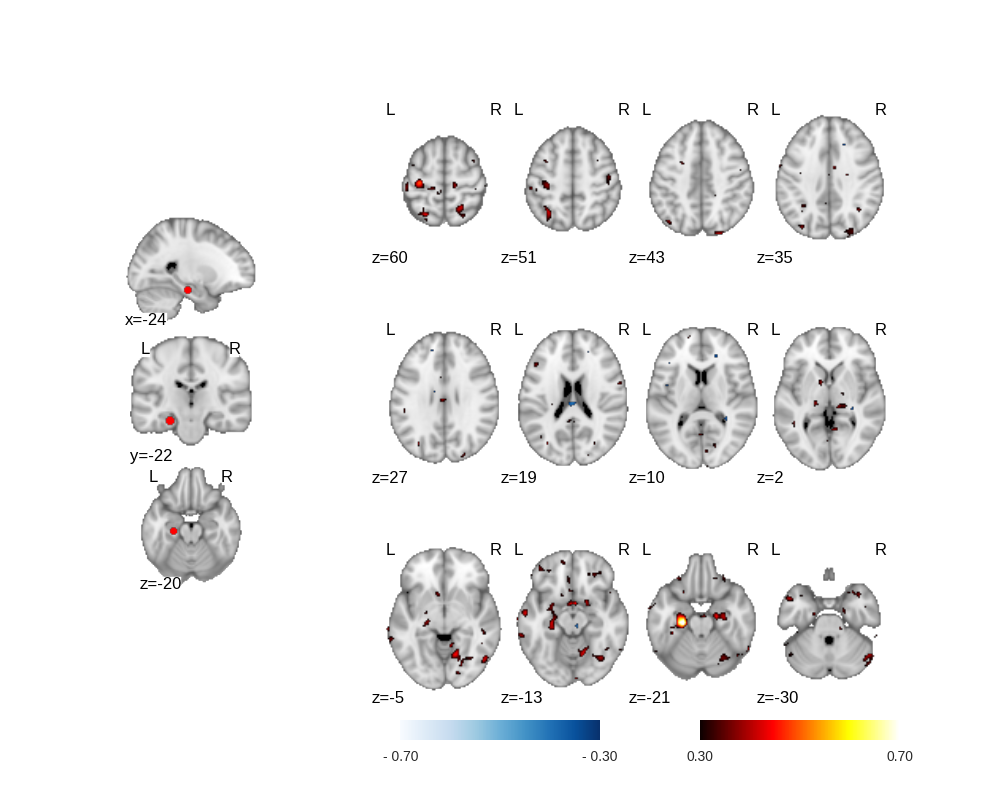 L R L R L R L R
z=60 z=51 z=43 z=35
x=-24
L R
y=-22
L R
z=-20
L R L R L R L R
z=27 z=19 z=10 z=2
L R L R L R L R
z=-5 z=-13 z=-21 z=-30
- 0.70 - 0.30 0.30 0.70